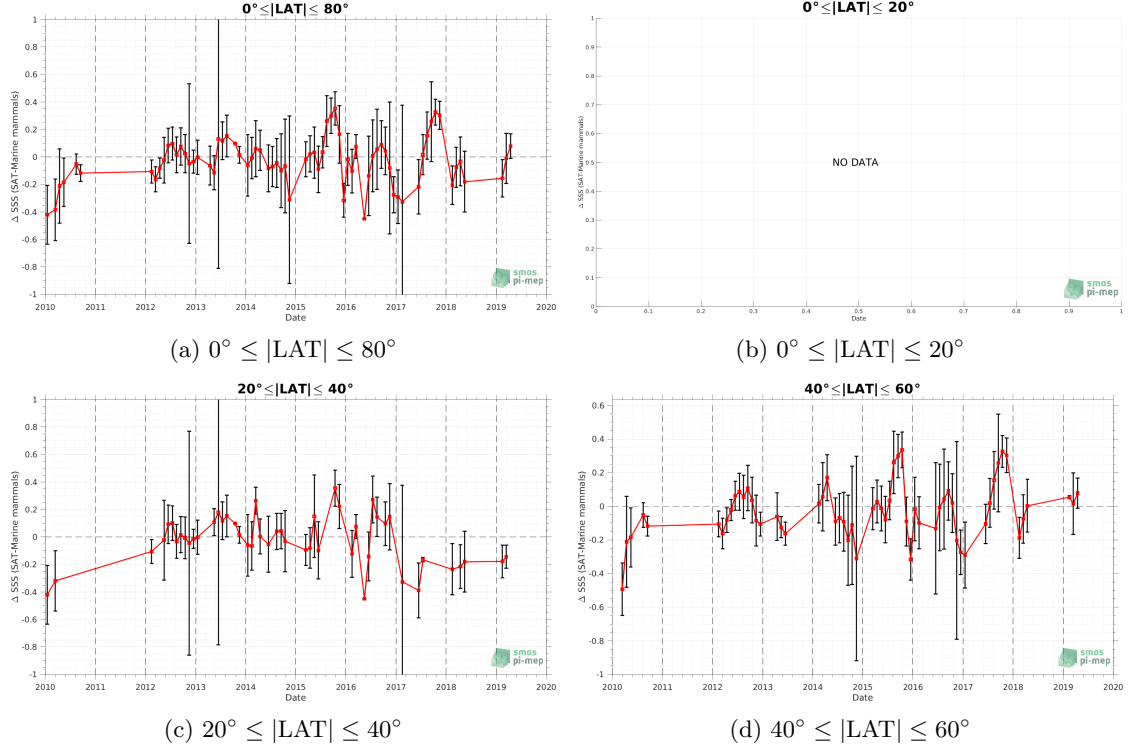 0°≤|LAT|≤ 80°
Δ SSS (SAT-Marine mammals)
1
0.8
0.6
0.4
0.2
0
-0.2
-0.4
-0.6
-0.8
-1
2010 2011 2012 2013 2014 2015 2016 2017 2018 2019 2020
Date
smos
pi-mep
(a) 0° ≤ |LAT| ≤ 80°
0°≤|LAT|≤ 20°
Δ SSS (SAT-Marine mammals)
1
0.9
0.8
0.7
0.6
0.5
0.4
0.3
0.2
0.1
0
NO DATA
0 0.1 0.2 0.3 0.4 0.5 0.6 0.7 0.8 0.9 1
Date
smos
pi-mep
(b) 0° ≤ |LAT| ≤ 20°
20°≤|LAT|≤ 40°
Δ SSS (SAT-Marine mammals)
1
0.8
0.6
0.4
0.2
0
-0.2
-0.4
-0.6
-0.8
-1
2010 2011 2012 2013 2014 2015 2016 2017 2018 2019 2020
Date
smos
pi-mep
(c) 20° ≤ |LAT| ≤ 40°
40°≤|LAT|≤ 60°
Δ SSS (SAT-Marine mammals)
0.6
0.4
0.2
0
-0.2
-0.4
-0.6
-0.8
-1
2010 2011 2012 2013 2014 2015 2016 2017 2018 2019 2020
Date
smos
pi-mep
(d) 40° ≤ |LAT| ≤ 60°